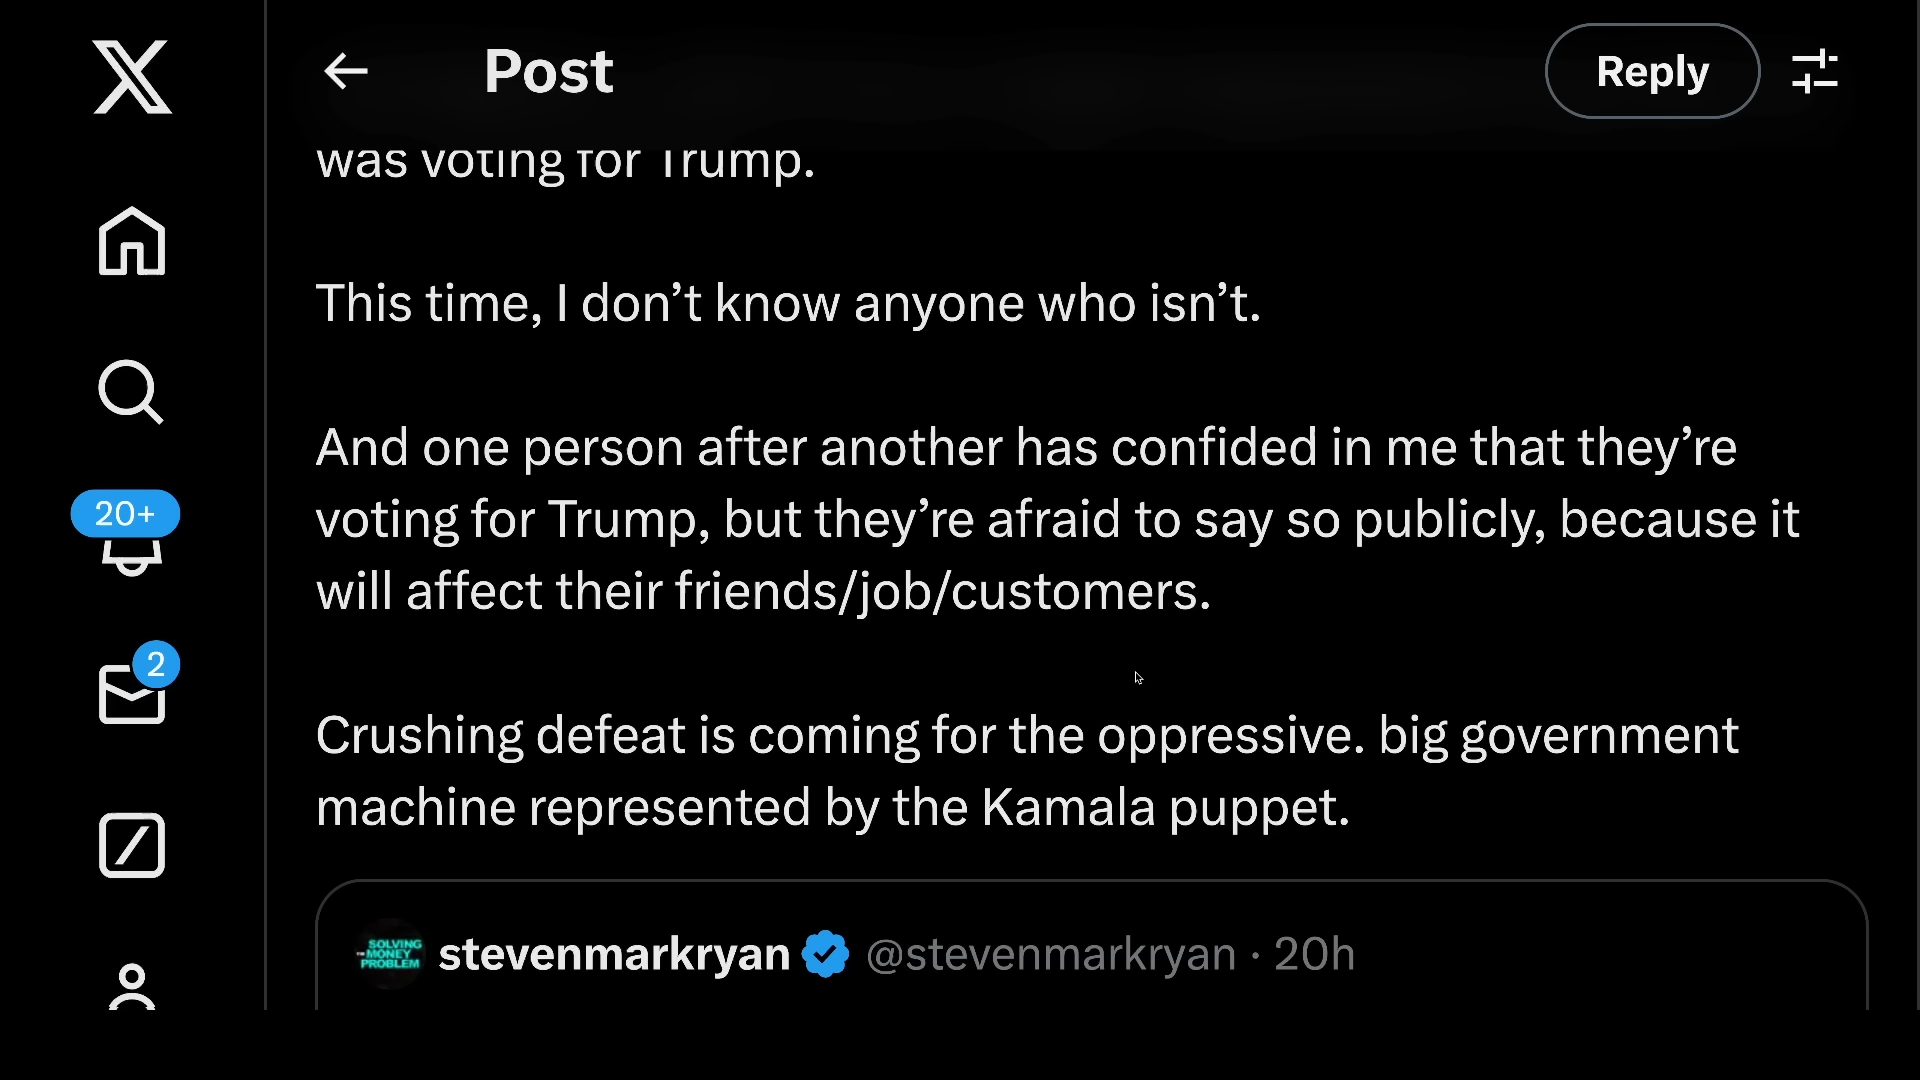 Post
Reply
was voting for Trump.
This time, I don’t know anyone who isn’t.
And one person after another has confided in me that they’re
voting for Trump, but they’re afraid to say so publicly, because it
will affect their friends/job/customers.
20+
2
Crushing defeat is coming for the oppressive. big government
machine represented by the Kamala puppet.
SOLVING
THE MONEY
PROBLEM
stevenmarkryan @stevenmarkryan · 20h